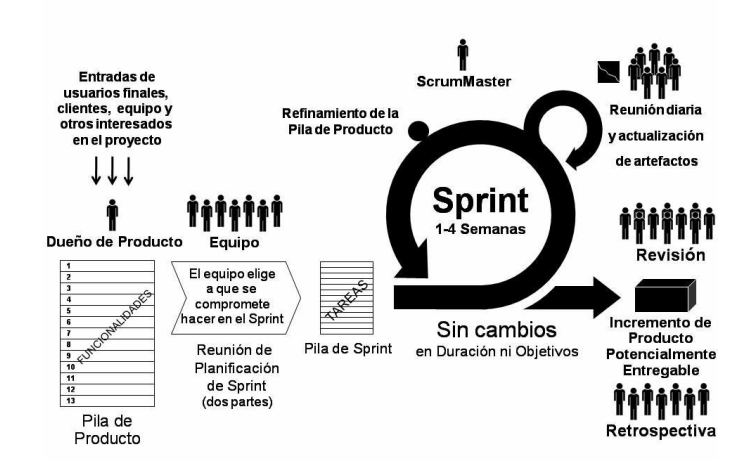 Entradas de
usuarios finales,
clientes, equipo y
otros interesados
en el proyecto
Dueño de Producto
1
2
3
4
5
6
7
8
9
10
11
12
13
FUNCIONALIDADES
Pila de
Producto
Equipo
El equipo elige
a que se
compromete
hacer en el Sprint
Reunión de
Planificación
de Sprint
(dos partes)
TAREAS
Pila de Sprint
ScrumMaster
Refinamiento de la
Pila de Producto
Sprint
1-4 Semanas
Sin cambios
en Duración ni Objetivos
Reunión diaria
y actualización
de artefactos
Revisión
Incremento de
Producto
Potencialmente
Entregable
Retrospectiva